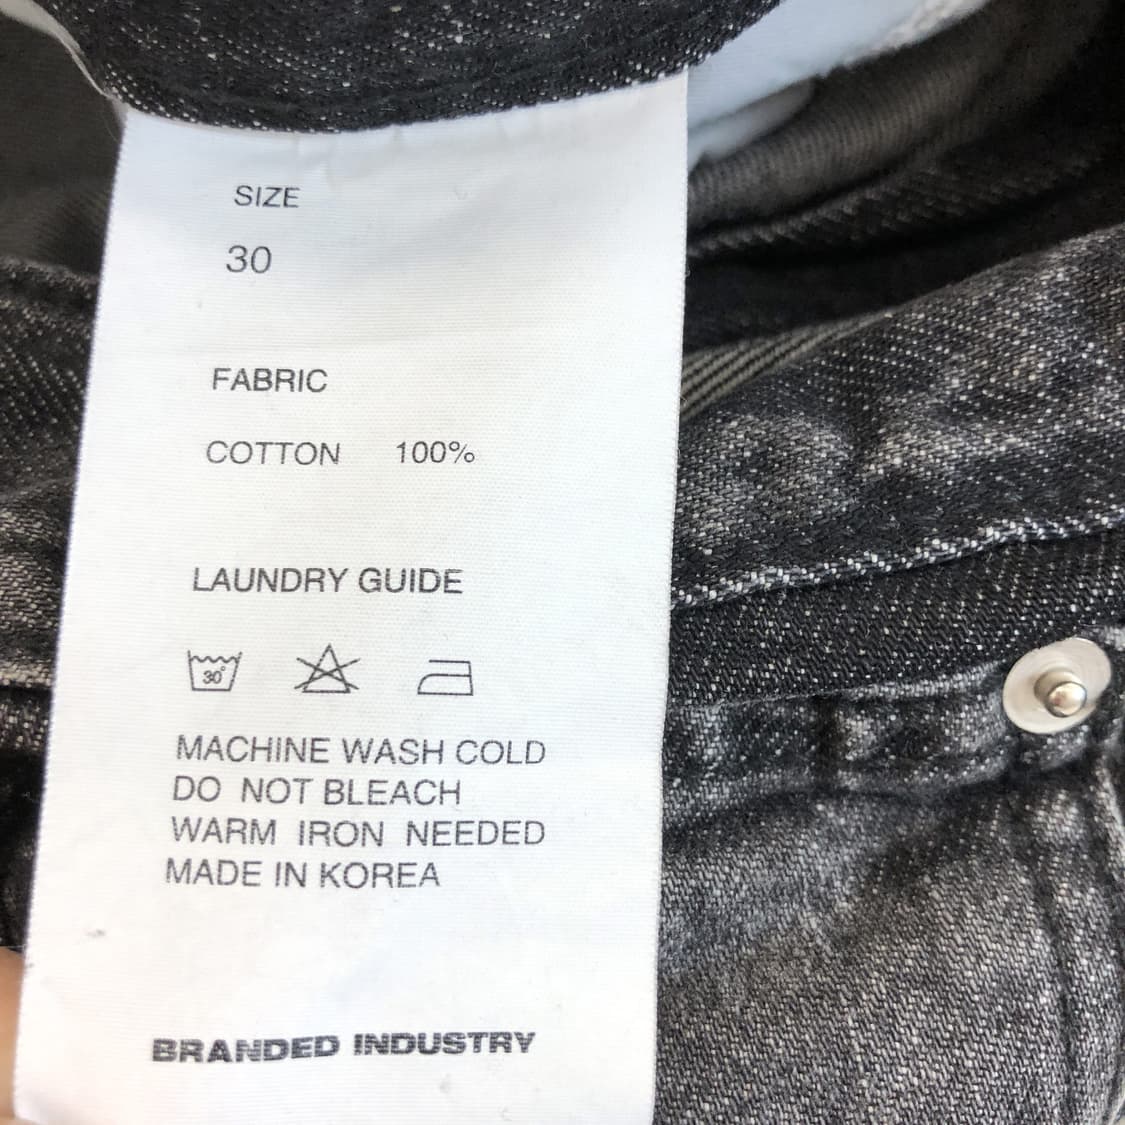 SIZE
30
FABRIC
COTTON 100%
LAUNDRY GUIDE
30°
MACHINE WASH COLD
DO NOT BLEACH
WARM IRON NEEDED
MADE IN KOREA
BRANDED INDUSTRY